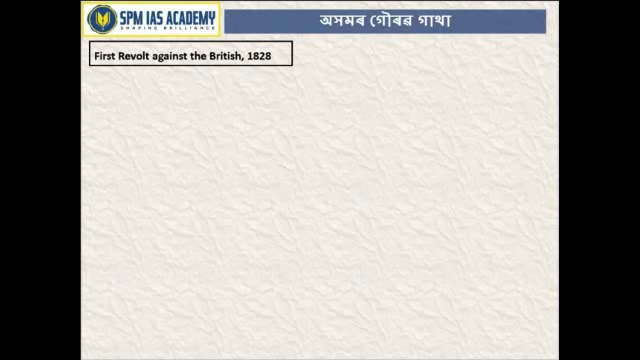 SPM IAS ACADEMY
SHAPING BRILLIANCE
অসমৰ গৌৰৱ গাথা
First Revolt against the British, 1828